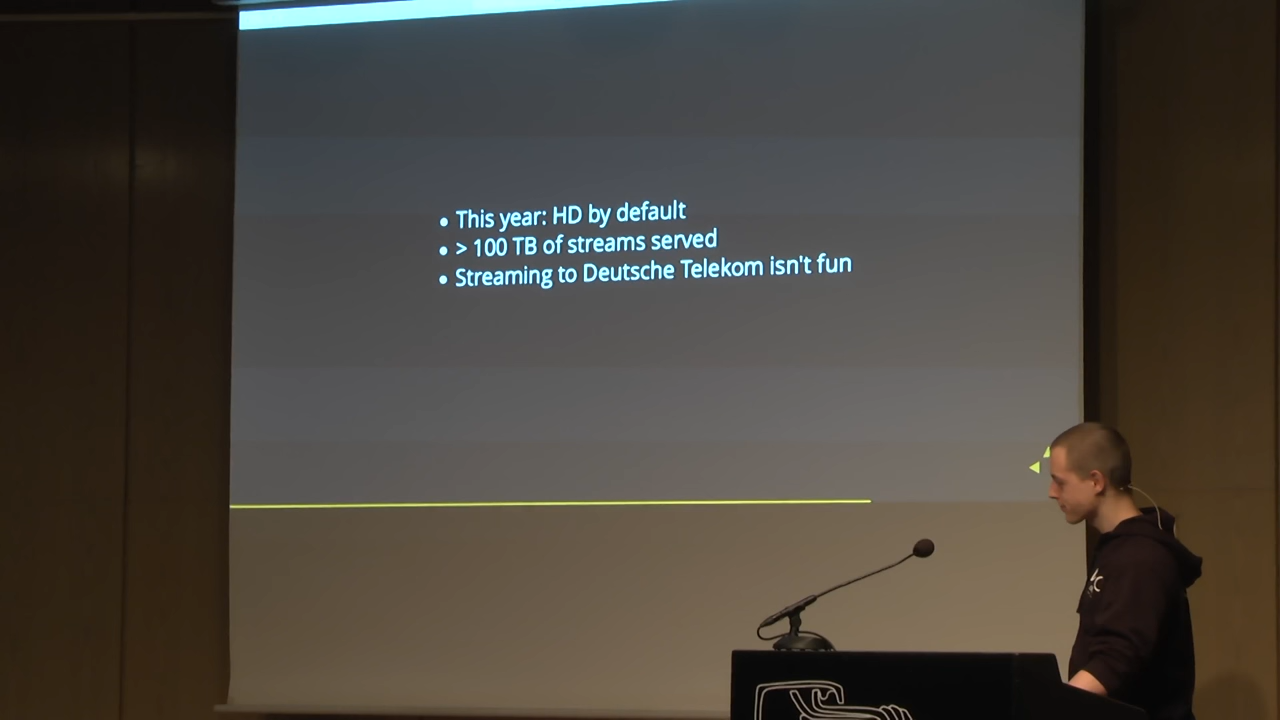 • This year: HD by default
• > 100 TB of streams served
• Streaming to Deutsche Telekom isn't fun